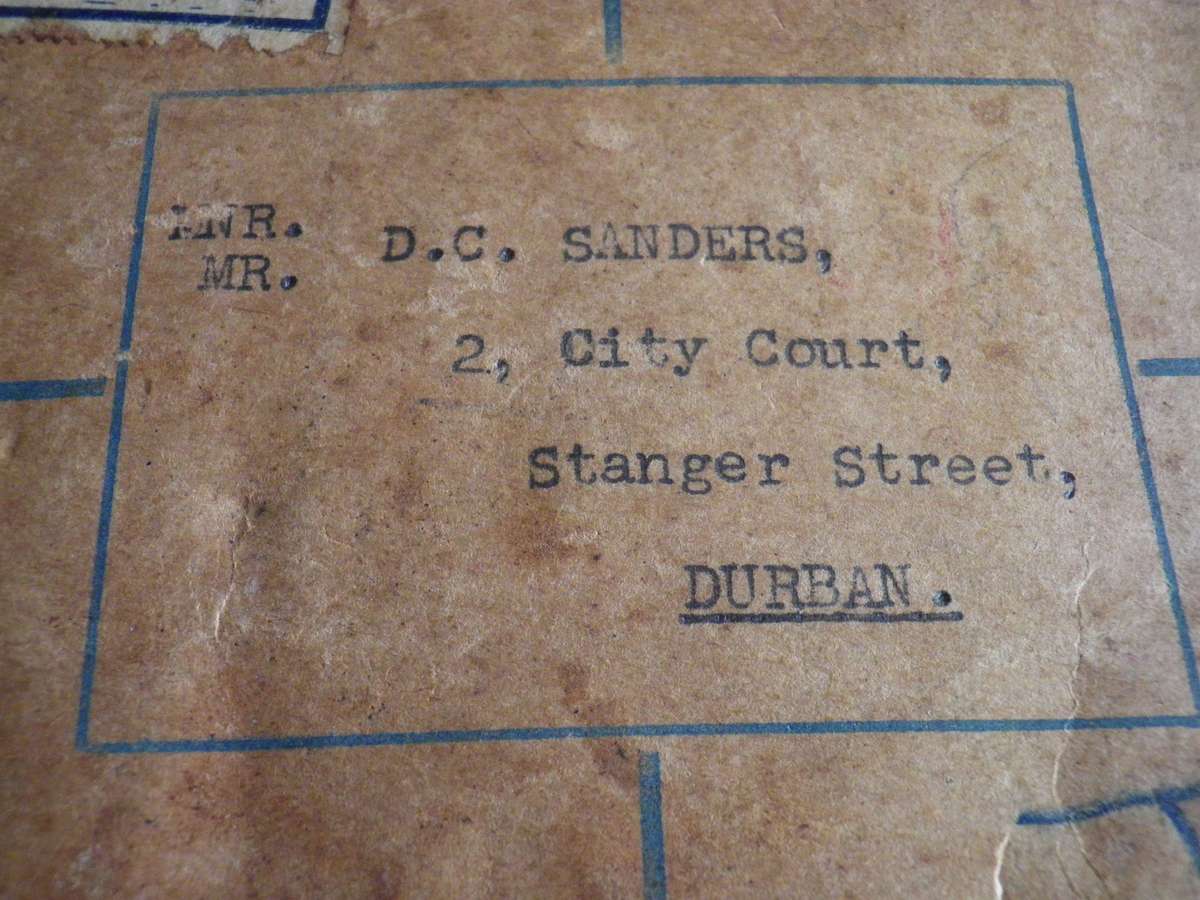 MNR.
MR. D.C. SANDERS,
2, City Court,
Stanger Street,
DURBAN.